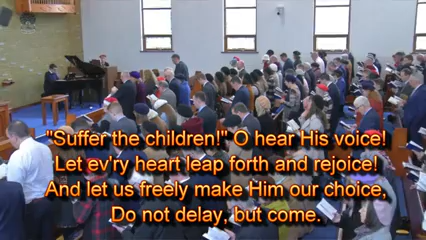 "Suffer the children!" O hear His voice!
Let ev'ry heart leap forth and rejoice!
And let us freely make Him our choice,
Do not delay, but come.